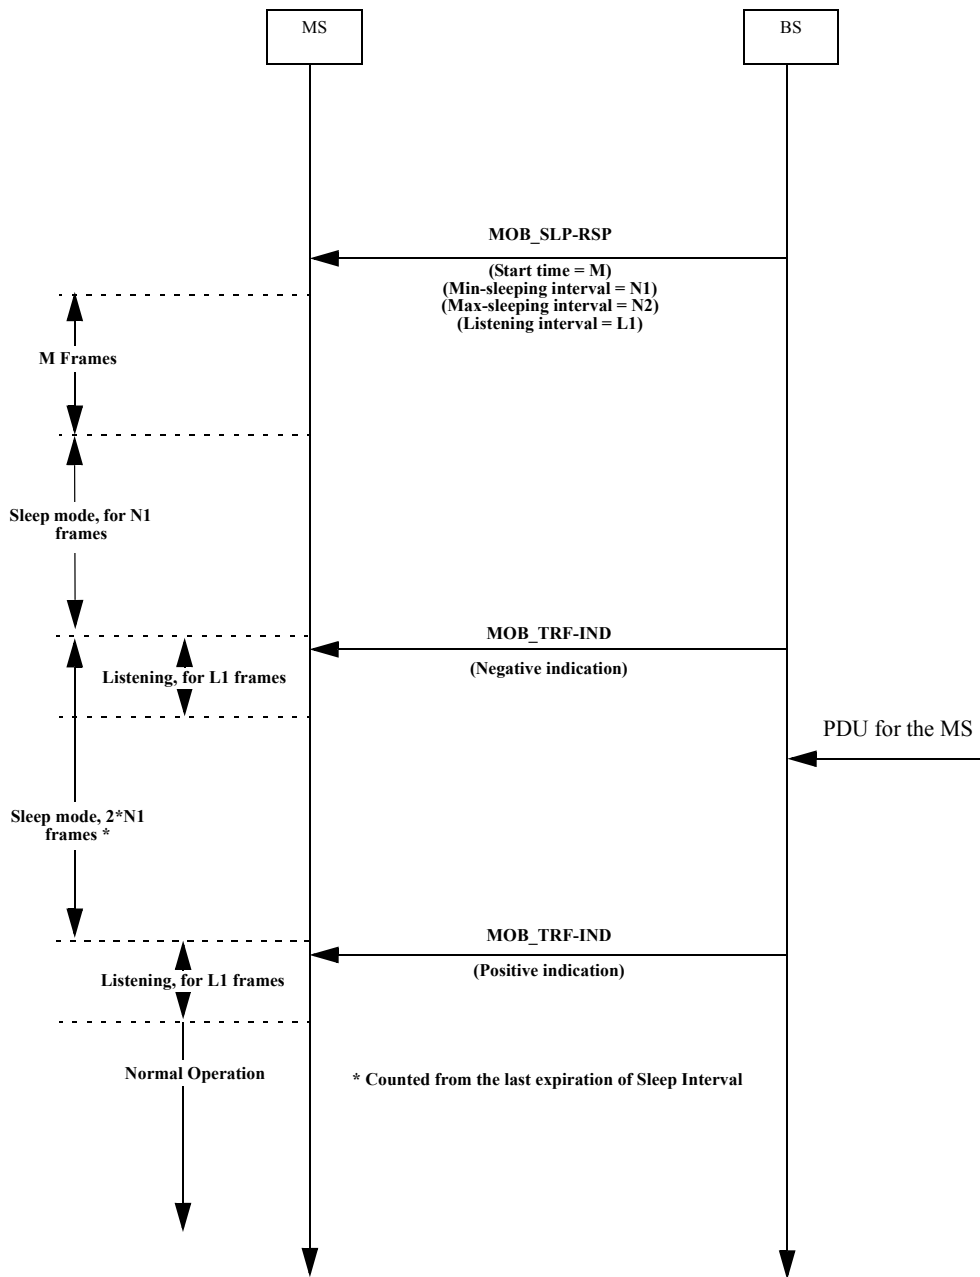 MS
BS
MOB_SLP-RSP
(Start time = M)
(Min-sleeping interval = N1)
(Max-sleeping interval = N2)
(Listening interval = L1)
M Frames
Sleep mode, for N1
frames
MOB_TRF-IND
(Negative indication)
Listening, for L1 frames
PDU for the MS
Sleep mode, 2*N1
frames *
MOB_TRF-IND
(Positive indication)
Listening, for L1 frames
Normal Operation
* Counted from the last expiration of Sleep Interval